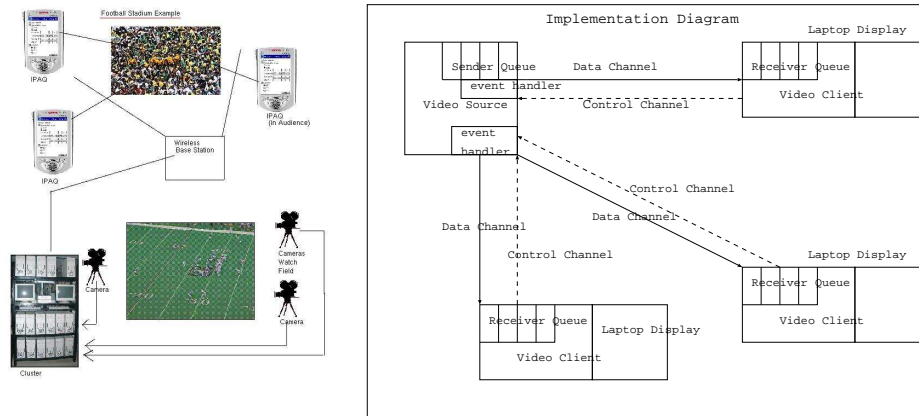 Football Stadium Example
IPAQ
IPAQ
(in Audience)
IPAQ
Wireless
Base Station
Cameras
Watch
Field
Camera
Camera
Cluster
Implementation Diagram
Laptop Display
Sender Queue
Data Channel
Receiver Queue
event handler
Control Channel
Video Client
Video Source
event
handler
Control Channel
Data Channel
Data Channel
Control Channel
Laptop Display
Receiver Queue
Video Client
Receiver Queue
Laptop Display
Video Client